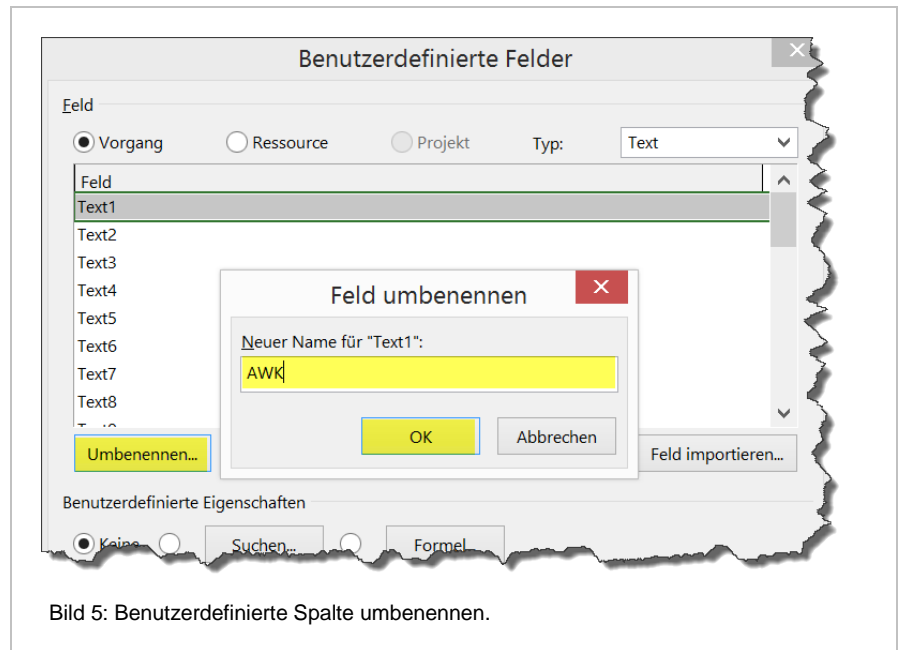 Benutzerdefinierte Felder
Feld
Vorgang Ressource Projekt Typ: Text
Feld
Text1
Text2
Text3
Text4
Text5
Text6
Text7
Text8
Feld umbenennen
Neuer Name für "Text1":
AWK
OK Abbrechen
Umbenennen... Feld importieren...
Benutzerdefinierte Eigenschaften
Keine Suchen... Formel
Bild 5: Benutzerdefinierte Spalte umbenennen.